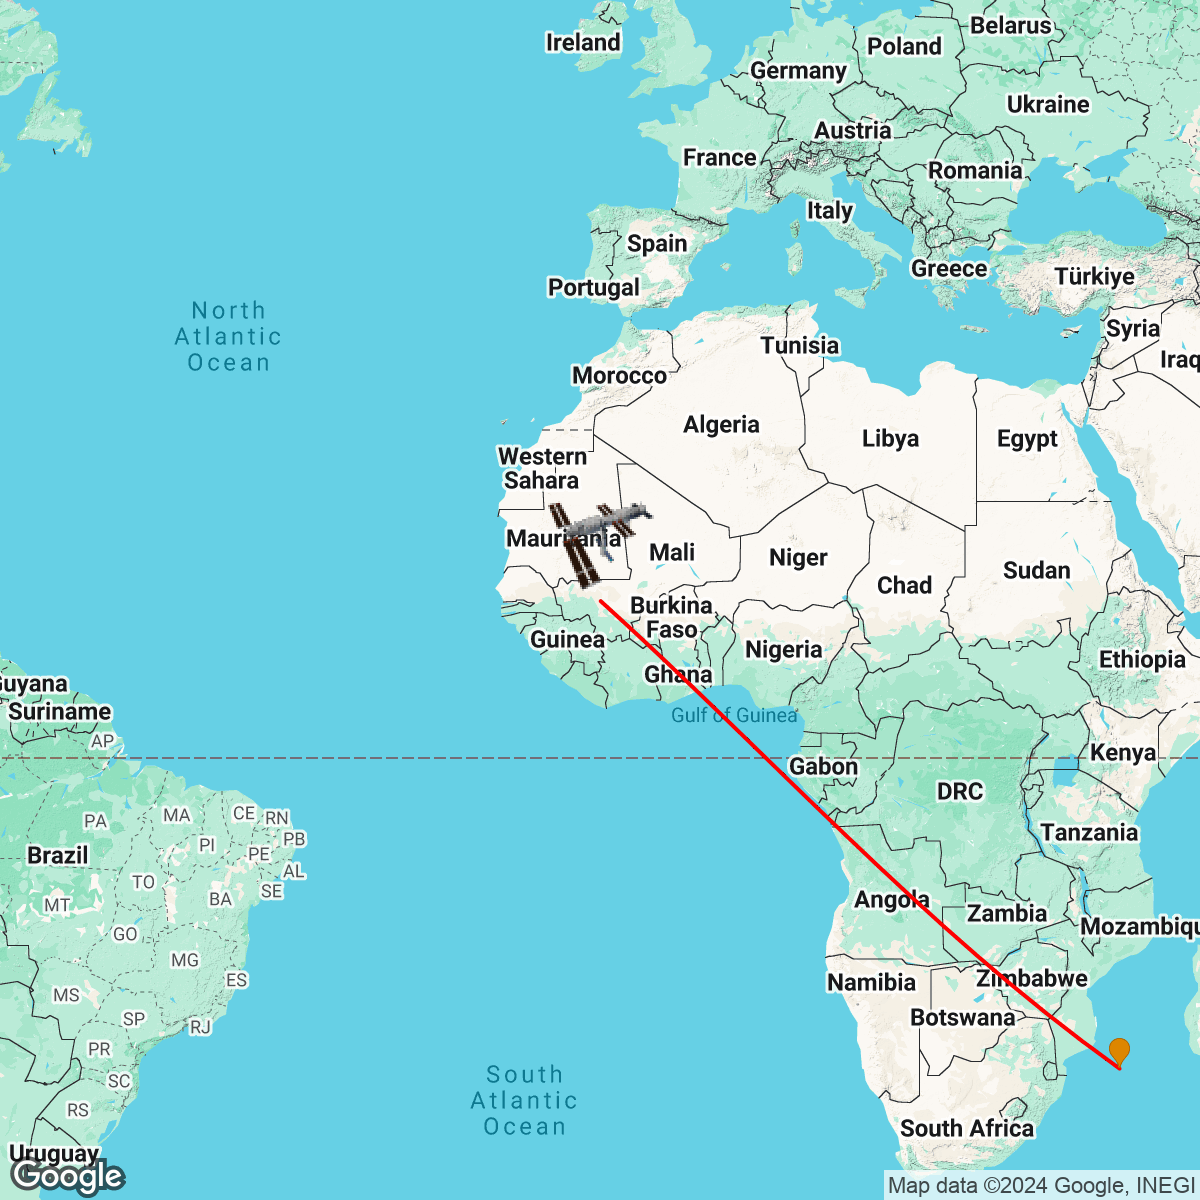 Ireland
Belarus
Poland
Germany
Ukraine
Austria
France
Romania
Italy
Spain
Greece
Türkiye
Portugal
North
Atlantic
Ocean
Syria
Tunisia
Iraq
Morocco
Algeria
Libya
Egypt
Western
Sahara
Mauritania
Mali
Niger
Sudan
Chad
Burkina
Faso
Guinea
Nigeria
Ethiopia
Ghana
Guyana
Suriname
Gulf of Guinea
AP
Kenya
Gabon
DRC
PA
MA
CE
RN
PB
PI
PE
Tanzania
Brazil
AL
TO
SE
MT
BA
Angola
Zambia
Mozambiqu
GO
MG
ES
Zimbabwe
Namibia
MS
SP
RJ
Botswana
PR
SC
South
Atlantic
Ocean
RS
South Africa
Uruguay
Google
Map data ©2024 Google, INEGI